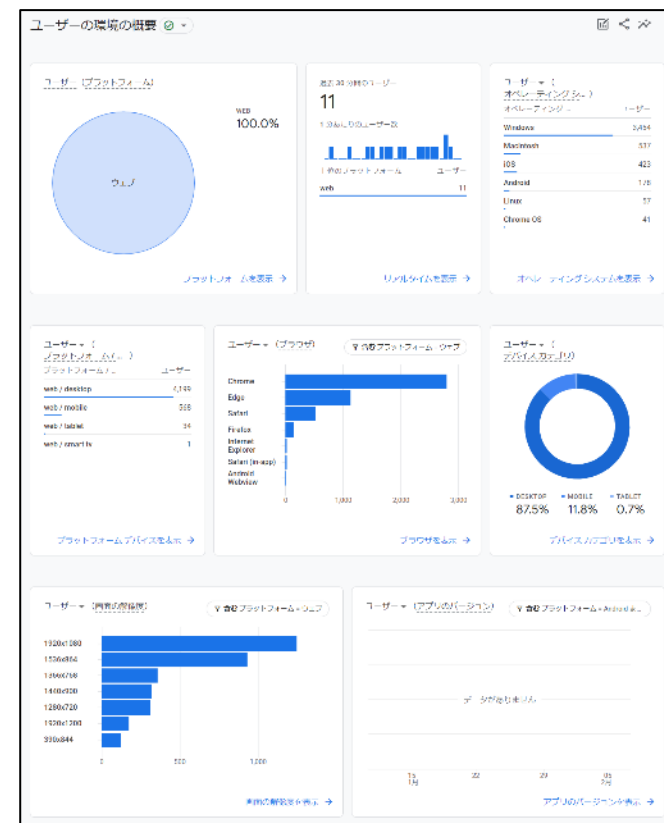 ユーザーの環境の概要
ユーザー (プラットフォーム)
WEB
100.0%
ウェブ
プラットフォームを表示 →
過去 30 分間のユーザー
11
1 分あたりのユーザー数
上位のプラットフォーム ユーザー
web 11
リアルタイムを表示 →
ユーザー (
オペレーティング シ... )
オペレーティング ... ユーザー
Windows
Macintosh 537
iOS 423
Android 178
Linux 57
Chrome OS 41
オペレーティング システムを表示 →
ユーザー (
プラットフォーム / ... )
プラットフォーム / ... ユーザー
web / desktop 4,199
web / mobile 568
web / tablet 34
web / smart tv 1
プラットフォーム デバイスを表示 →
ユーザー (ブラウザ)
含む プラットフォーム = ウェブ
Chrome
Edge
Safari
Firefox
Internet
Explorer
Safari (in-app)
Android
Webview
0 1,000 2,000 3,000
ブラウザを表示 →
ユーザー (
デバイス カテゴリ)
DESKTOP MOBILE TABLET
87.5% 11.8% 0.7%
デバイス カテゴリを表示 →
ユーザー (画面の解像度)
含む プラットフォーム = ウェブ
1920x1080
1536x864
1366x768
1440x900
1280x720
1920x1200
390x844
0 500 1,000
画面の解像度を表示 →
ユーザー (アプリのバージョン)
含む プラットフォーム = Android ま...
データがありません
15 22 29 05
1月 2月
アプリのバージョンを表示 →